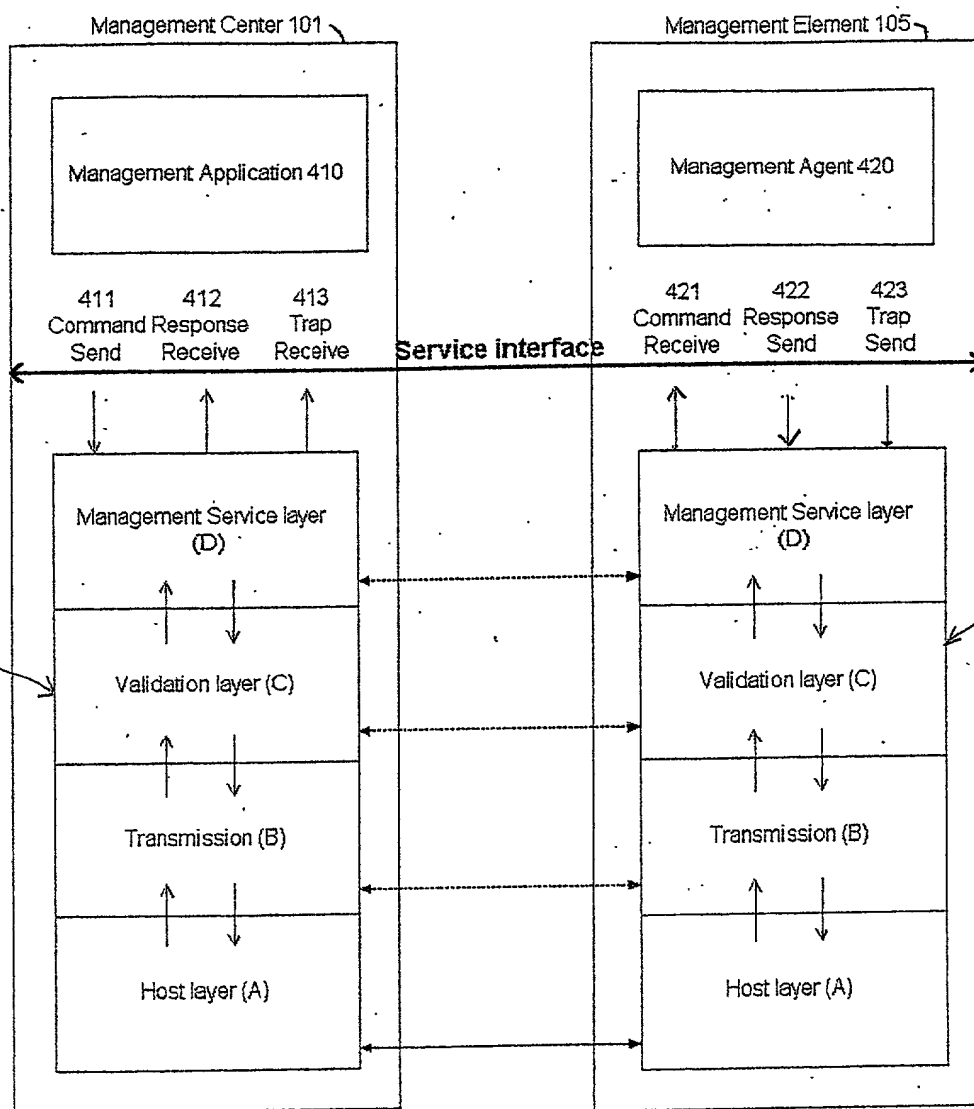 Management Center 101
Management Element 105
Management Application 410
Management Agent 420
411 412 413
Command Response Trap
Send Receive Receive
421 422 423
Command Response Trap
Receive Send Send
Service interface
Management Service layer
(D)
Management Service layer
(D)
Validation layer (C)
Validation layer (C)
Transmission (B)
Transmission (B)
Host layer (A)
Host layer (A)